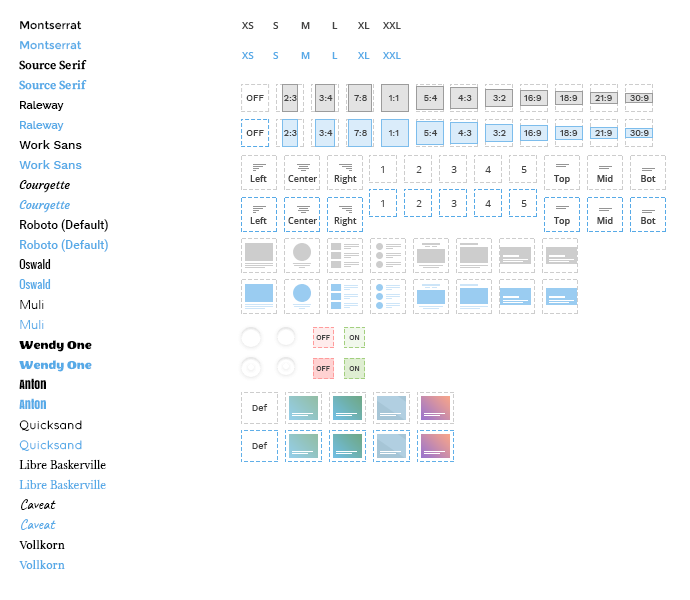 Montserrat
Montserrat
Source Serif
Source Serif
Raleway
Raleway
Work Sans
Work Sans
Courgette
Courgette
Roboto (Default)
Roboto (Default)
Oswald
Oswald
Muli
Muli
Wendy One
Wendy One
Anton
Anton
Quicksand
Quicksand
Libre Baskerville
Libre Baskerville
Caveat
Caveat
Vollkorn
Vollkorn
XS S M L XL XXL
XS S M L XL XXL
OFF 2:3 3:4 7:8 1:1 5:4 4:3 3:2 16:9 18:9 21:9 30:9
OFF 2:3 3:4 7:8 1:1 5:4 4:3 3:2 16:9 18:9 21:9 30:9
Left Center Right 1 2 3 4 5 Top Mid Bot
Left Center Right 1 2 3 4 5 Top Mid Bot
OFF ON
OFF ON
Def
Def